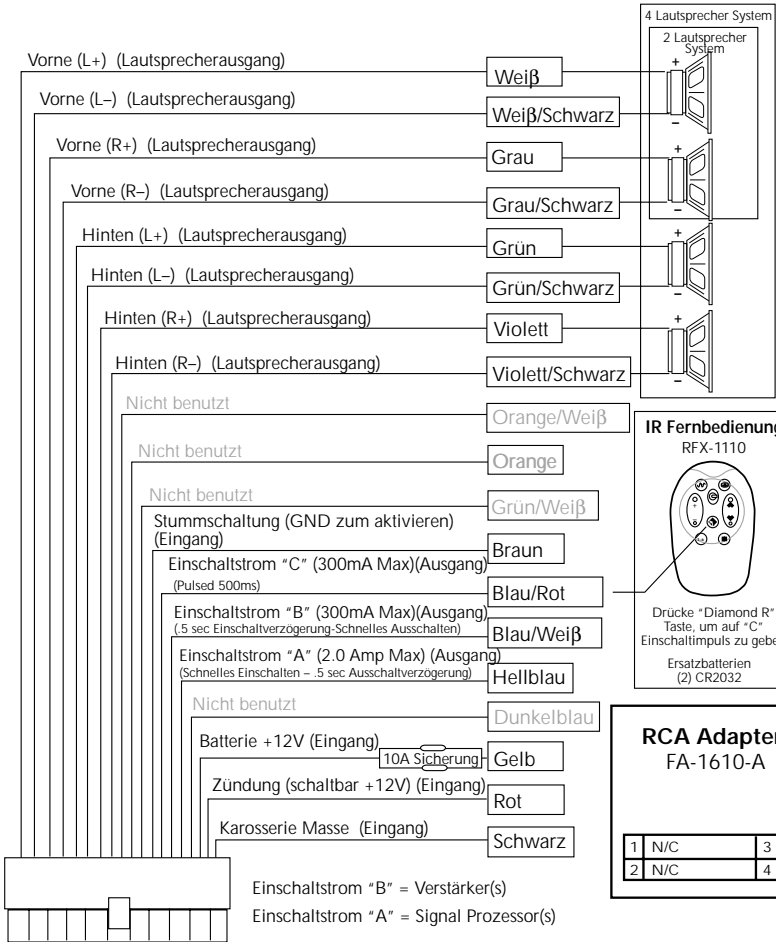 4 Lautsprecher System
2 Lautsprecher
System
Vorne (L+) (Lautsprecherausgang)
Weiß
+
Vorne (L–) (Lautsprecherausgang)
Weiß/Schwarz
–
Vorne (R+) (Lautsprecherausgang)
Grau
+
Vorne (R–) (Lautsprecherausgang)
Grau/Schwarz
–
Hinten (L+) (Lautsprecherausgang)
Grün
+
Hinten (L–) (Lautsprecherausgang)
Grün/Schwarz
–
Hinten (R+) (Lautsprecherausgang)
Violett
+
Hinten (R–) (Lautsprecherausgang)
Violett/Schwarz
–
Nicht benutzt
Orange/Weiß
Nicht benutzt
Orange
Nicht benutzt
Grün/Weiß
Stummschaltung (GND zum aktivieren)
(Eingang)
Braun
Einschaltstrom "C" (300mA Max)(Ausgang)
(Pulsed 500ms)
Blau/Rot
Einschaltstrom "B" (300mA Max)(Ausgang)
(.5 sec Einschaltverzögerung-Schnelles Ausschalten)
Blau/Weiß
Einschaltstrom "A" (2.0 Amp Max) (Ausgang)
(Schnelles Einschalten – .5 sec Ausschaltverzögerung)
Hellblau
Nicht benutzt
Dunkelblau
Batterie +12V (Eingang)
10A Sicherung
Gelb
Zündung (schaltbar +12V) (Eingang)
Rot
Karosserie Masse (Eingang)
Schwarz
Einschaltstrom "B" = Verstärker(s)
Einschaltstrom "A" = Signal Prozessor(s)
IR Fernbedienung
RFX-1110
Drücke "Diamond R"
Taste, um auf "C"
Einschaltimpuls zu gebe
Ersatzbatterien
(2) CR2032
RCA Adapter
FA-1610-A
1 N/C 3
2 N/C 4